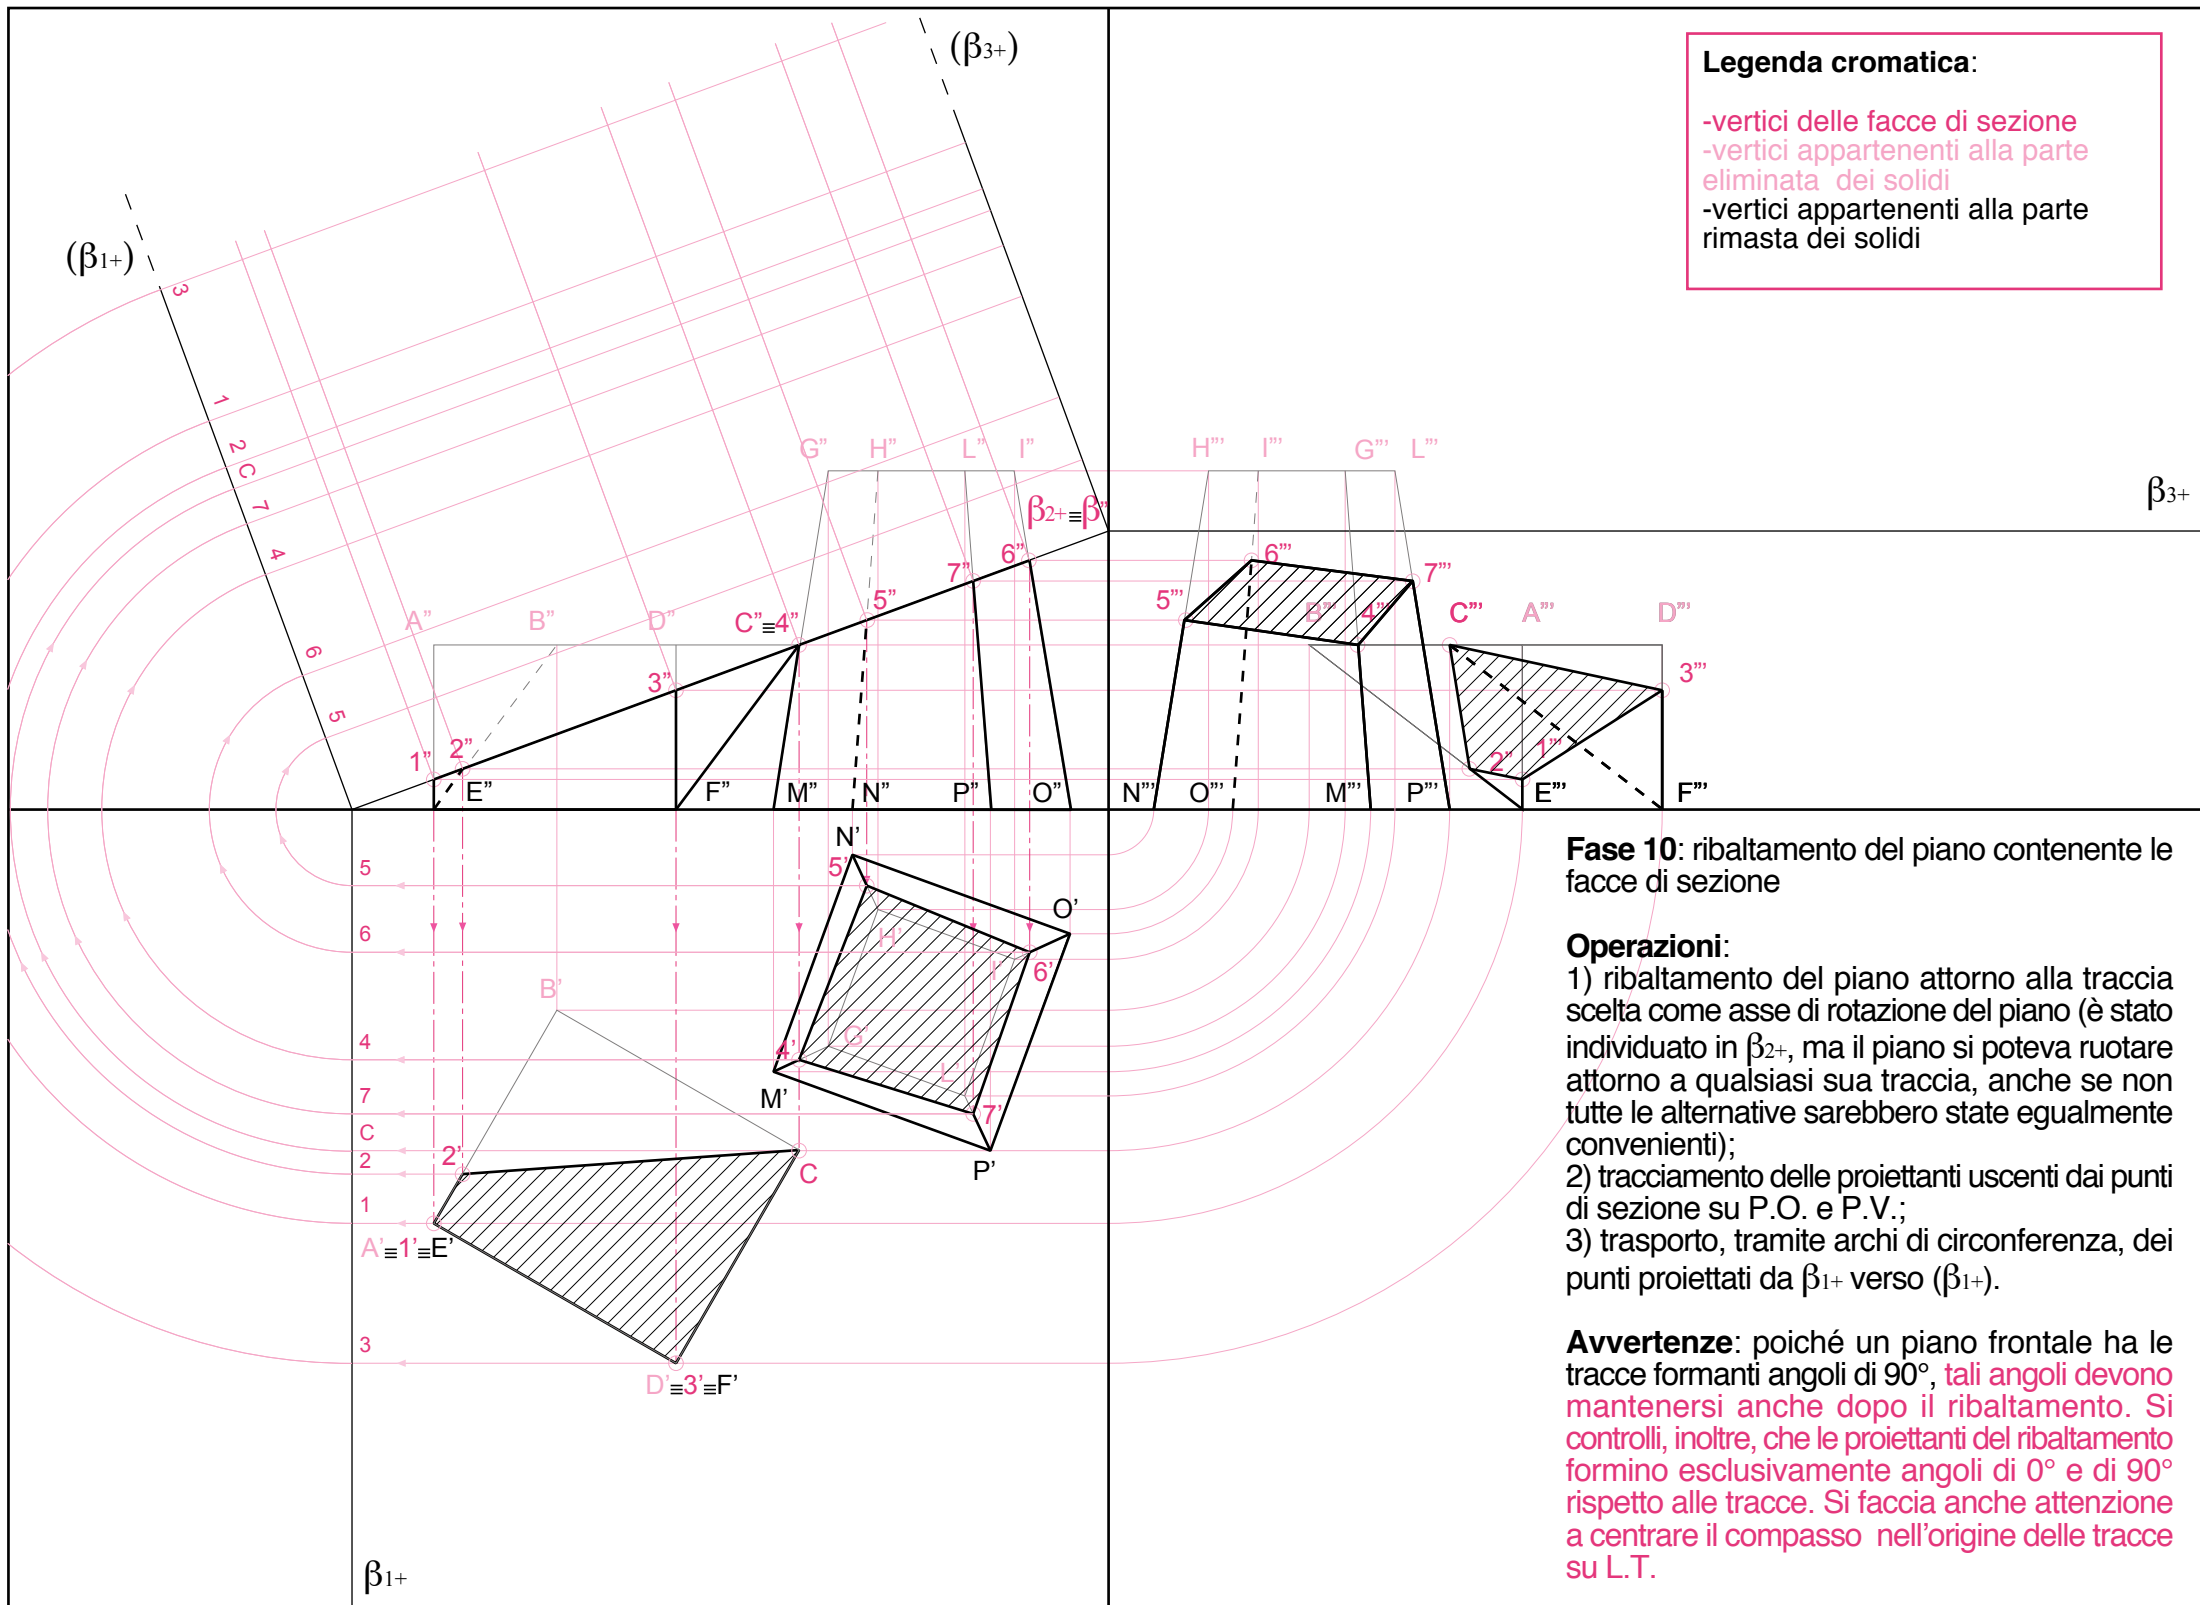 (β3+)
Legenda cromatica:
-vertici delle facce di sezione
-vertici appartenenti alla parte
eliminata dei solidi
-vertici appartenenti alla parte
rimasta dei solidi
(β1+)
3
1
2
C
7
4
6
5
G” H” L” I”
H”’ I”’ G”’ L”’
β2+≡β”
β3+
A” B” D” C”≡4” 5” 7” 6”
3”
1” 2”
E” F” M” N” P” O”
5”’ 6”’ 7”’ B”’ 4”’ C”’ A”’ D”’
3”’
2” 1”’
N”’ O”’ M”’ P”’ E”’ F”’
5
6
4
7
C
2
1
3
N’
5’
O’
H’
I’
6’
B’
G’
4’
L’
M’
7’
P’
2’
C
A’≡1’≡E’
D’≡3’≡F’
β1+
Fase 10: ribaltamento del piano contenente le
facce di sezione
Operazioni:
1) ribaltamento del piano attorno alla traccia
scelta come asse di rotazione del piano (è stato
individuato in β2+, ma il piano si poteva ruotare
attorno a qualsiasi sua traccia, anche se non
tutte le alternative sarebbero state egualmente
convenienti);
2) tracciamento delle proiettanti uscenti dai punti
di sezione su P.O. e P.V.;
3) trasporto, tramite archi di circonferenza, dei
punti proiettati da β1+ verso (β1+).
Avvertenze: poiché un piano frontale ha le
tracce formanti angoli di 90°, tali angoli devono
mantenersi anche dopo il ribaltamento. Si
controlli, inoltre, che le proiettanti del ribaltamento
formino esclusivamente angoli di 0° e di 90°
rispetto alle tracce. Si faccia anche attenzione
a centrare il compasso nell’origine delle tracce
su L.T.